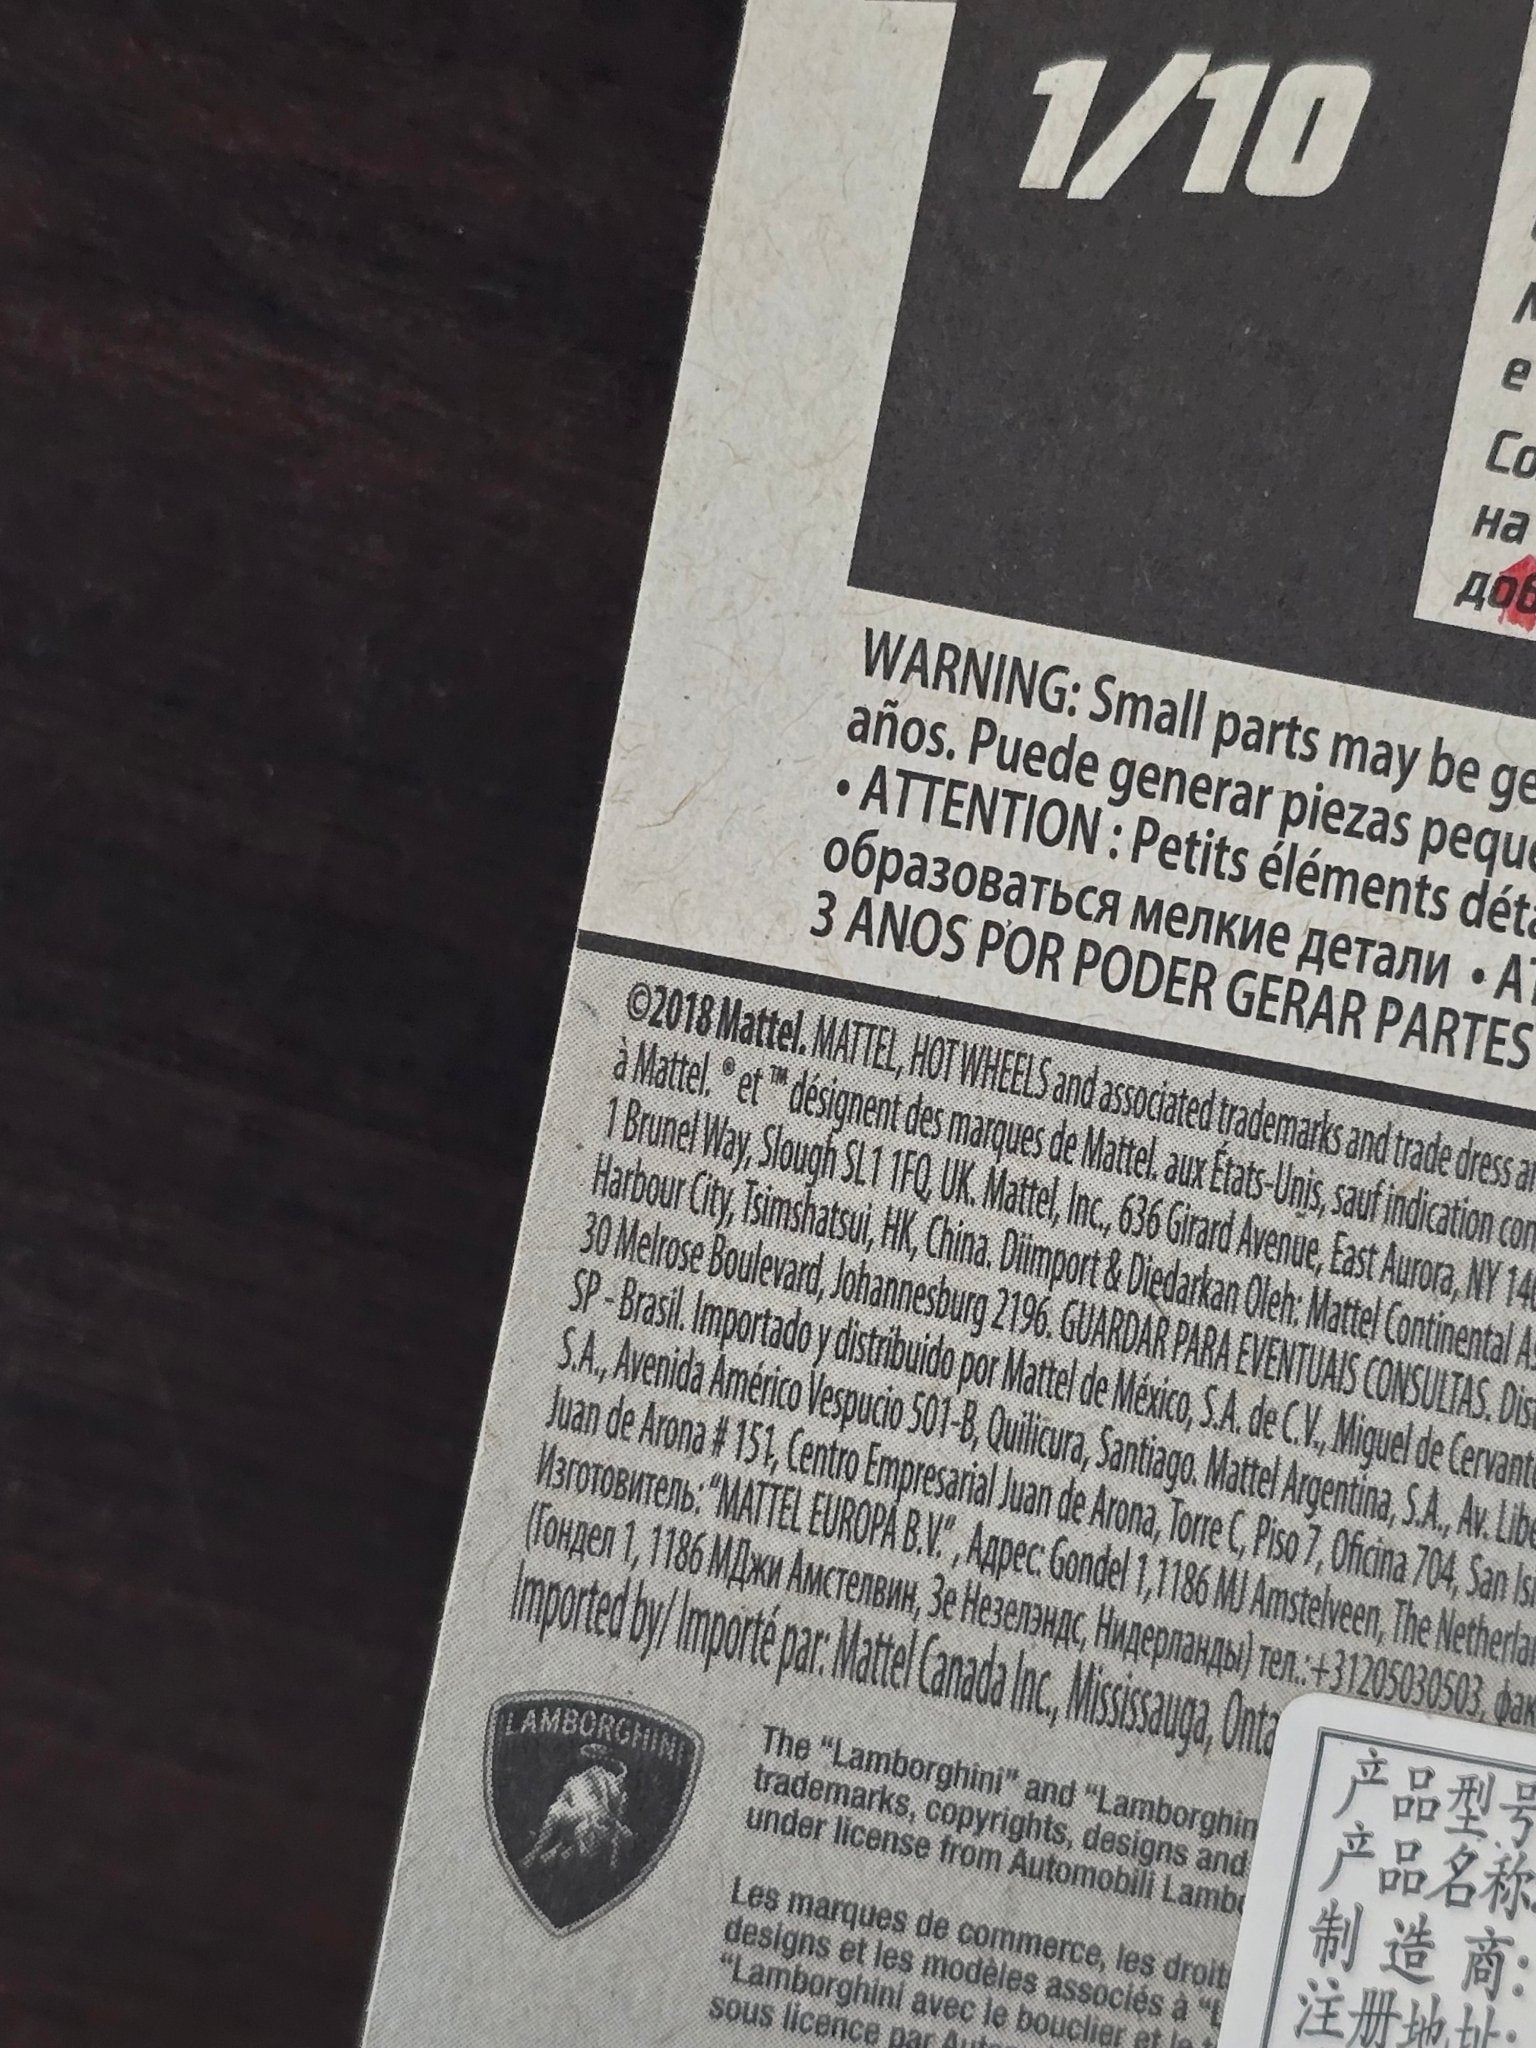 1/10
е
Со
на
WARNING: Small parts may be
años. Puede generar piezas
• ATTENTION : Petits éléments
образоваться мелкие детали •
3 ANOS POR PODER GERAR PARTES
©2018 Mattel. MATTEL, HOT WHEELS and associated trademarks and trade dress
à Mattel. ® et ™ désignent des marques de Mattel. aux États-Unis, sauf indication
1 Brunel Way, Slough SL1 1FQ, UK. Mattel, Inc., 636 Girard Avenue, East Aurora, NY
Harbour City, Tsimshatsui, HK, China. Diimport & Diedarkan Oleh: Mattel Continental
30 Melrose Boulevard, Johannesburg 2196. GUARDAR PARA EVENTUAIS CONSULTAS.
SP - Brasil. Importado y distribuido por Mattel de México, S.A. de C.V., Miguel de
S.A., Avenida Américo Vespucio 501-B, Quilicura, Santiago. Mattel Argentina, S.A., Av.
Juan de Arona # 151, Centro Empresarial Juan de Arona, Torre C, Piso 7, Oficina 704, San
Изготовитель: “MATTEL EUROPA B.V.“, Адрес: Gondel 1,1186 MJ Amstelveen, The
(Гондел 1, 1186 МДжи Амстелвин, Зе Незелэндс, Нидерланды) тел.:+31205030503,
Imported by/ Importé par: Mattel Canada Inc., Mississauga,
LAMBORGHINI
The “Lamborghini” and
trademarks, copyrights, designs and
under license from Automobili
Les marques de commerce, les
designs et les modèles associés à
“Lamborghini avec le bouclier et le
sous licence par
产品型号
产品名称
制造商:
注册地址: